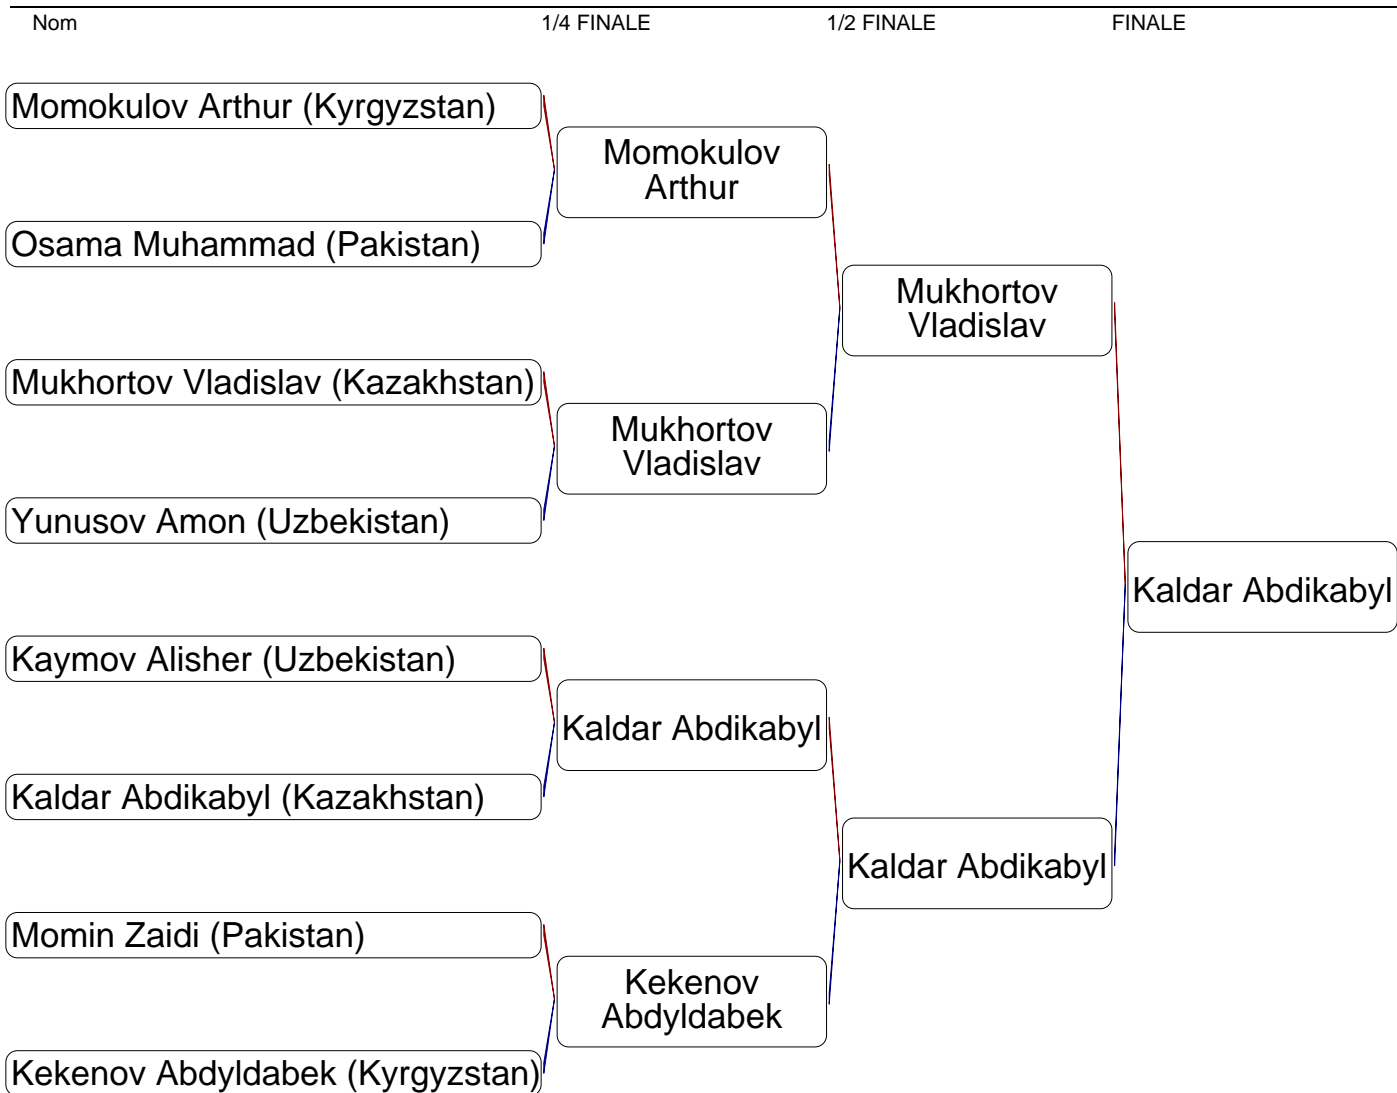 Nom 1/4 FINALE 1/2 FINALE FINALE
Momokulov Arthur (Kyrgyzstan)
Momokulov
Arthur
Osama Muhammad (Pakistan)
Mukhortov
Vladislav
Mukhortov Vladislav (Kazakhstan)
Mukhortov
Vladislav
Yunusov Amon (Uzbekistan)
Kaldar Abdikabyl
Kaymov Alisher (Uzbekistan)
Kaldar Abdikabyl
Kaldar Abdikabyl (Kazakhstan)
Kaldar Abdikabyl
Momin Zaidi (Pakistan)
Kekenov
Abdyldabek
Kekenov Abdyldabek (Kyrgyzstan)